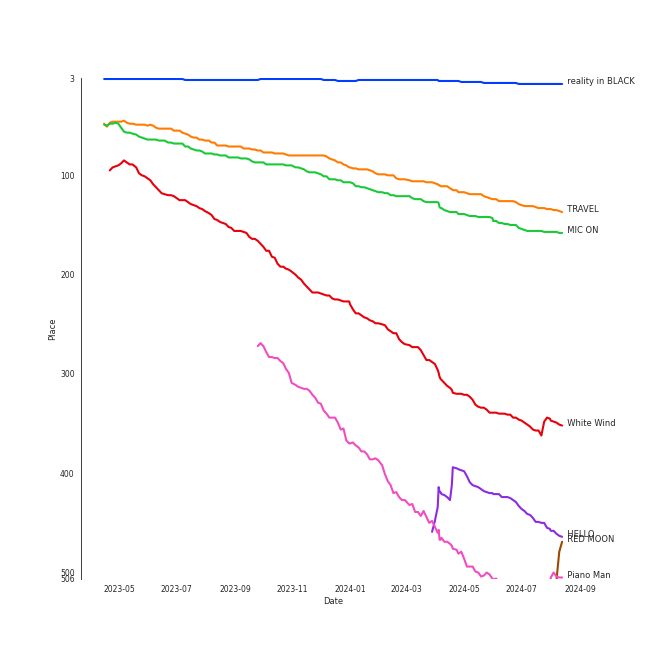 3
100
200
300
400
500
506
Place
reality in BLACK
TRAVEL
MIC ON
White Wind
HELLO
RED MOON
Piano Man
2023-05
2023-07
2023-09
2023-11
2024-01
2024-03
2024-05
2024-07
2024-09
Date